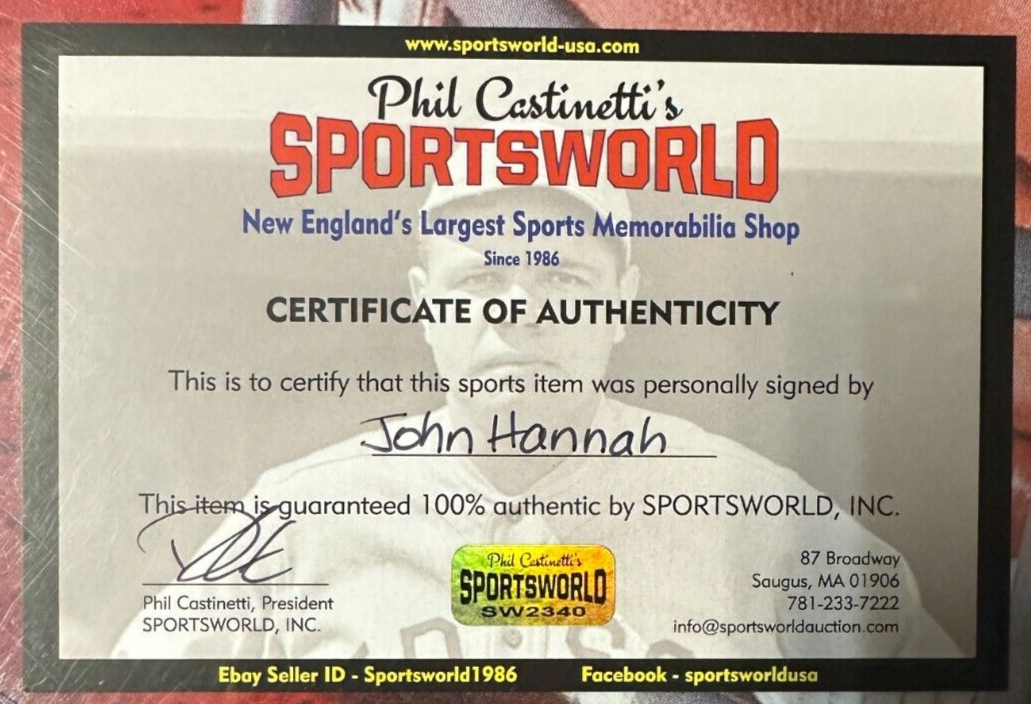 www.sportsworld-usa.com
Phil Castinetti's
SPORTSWORLD
New England's Largest Sports Memorabilia Shop
Since 1986
CERTIFICATE OF AUTHENTICITY
This is to certify that this sports item was personally signed by
John Hannah
This item is guaranteed 100% authentic by SPORTSWORLD, INC.
Phil Castinetti, President
SPORTSWORLD, INC.
Phil Castinetti's
SPORTSWORLD
SW2340
87 Broadway
Saugus, MA 01906
781-233-7222
info@sportsworldauction.com
Ebay Seller ID - Sportsworld1986 Facebook - sportsworldusa